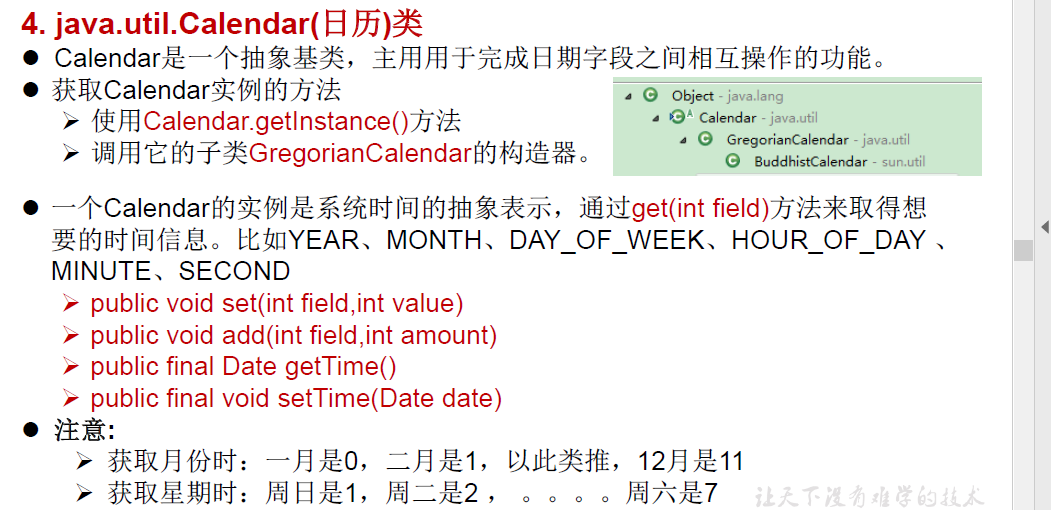 4. java.util.Calendar(日历)类
● Calendar是一个抽象基类，主用用于完成日期字段之间相互操作的功能。
● 获取Calendar实例的方法
➢ 使用Calendar.getInstance()方法
➢ 调用它的子类GregorianCalendar的构造器。
Object - java.lang
Calendar - java.util
GregorianCalendar - java.util
BuddhistCalendar - sun.util
● 一个Calendar的实例是系统时间的抽象表示，通过get(int field)方法来取得想
要的时间信息。比如YEAR、MONTH、DAY_OF_WEEK、HOUR_OF_DAY 、
MINUTE、SECOND
➢ public void set(int field,int value)
➢ public void add(int field,int amount)
➢ public final Date getTime()
➢ public final void setTime(Date date)
● 注意:
➢ 获取月份时：一月是0，二月是1，以此类推，12月是11
➢ 获取星期时：周日是1，周二是2 ， 。。。。周六是7
让天下没有难学的技术